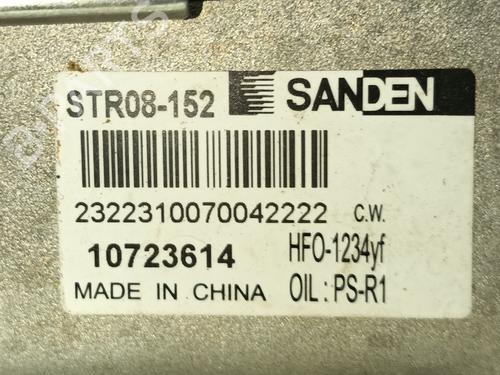 STR08-152 SANDEN
2322310070042222 C.W.
10723614 HFO-1234yf
MADE IN CHINA OIL : PS-R1